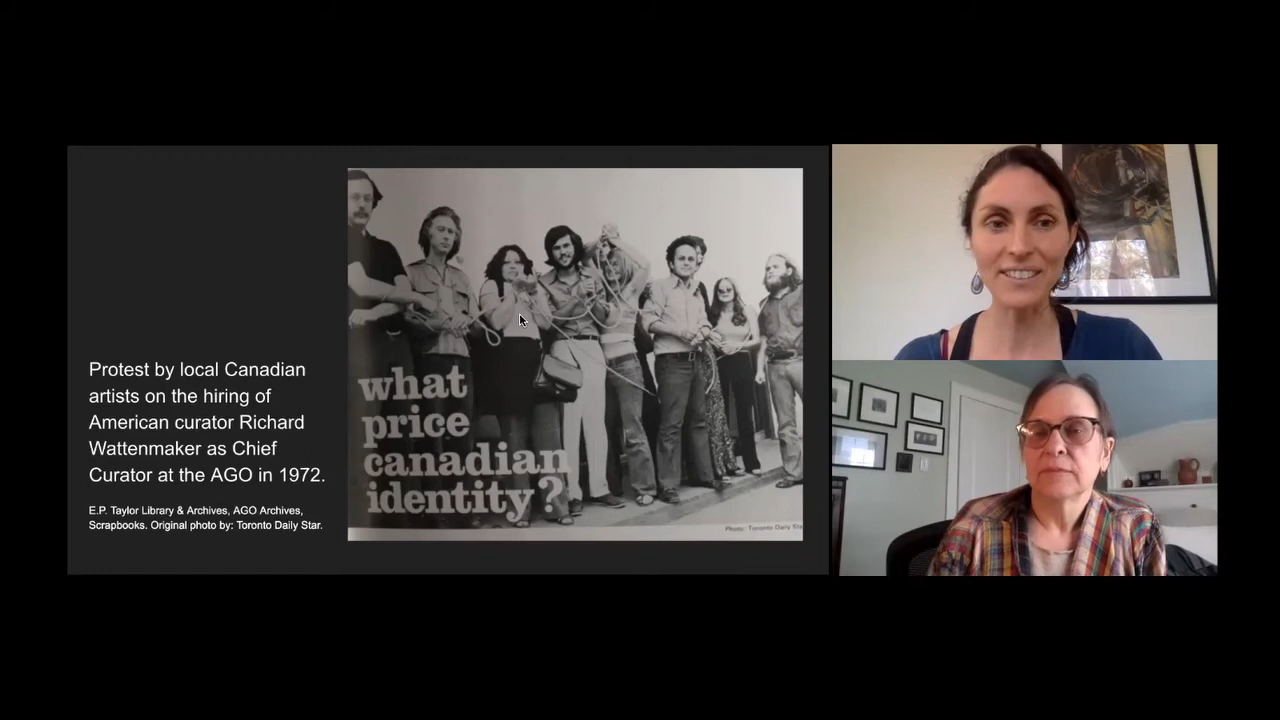 Protest by local Canadian
artists on the hiring of
American curator Richard
Wattenmaker as Chief
Curator at the AGO in 1972.
E.P. Taylor Library & Archives, AGO Archives,
Scrapbooks. Original photo by: Toronto Daily Star.
what
price
canadian
identity?
Photo: Toronto Daily Sta